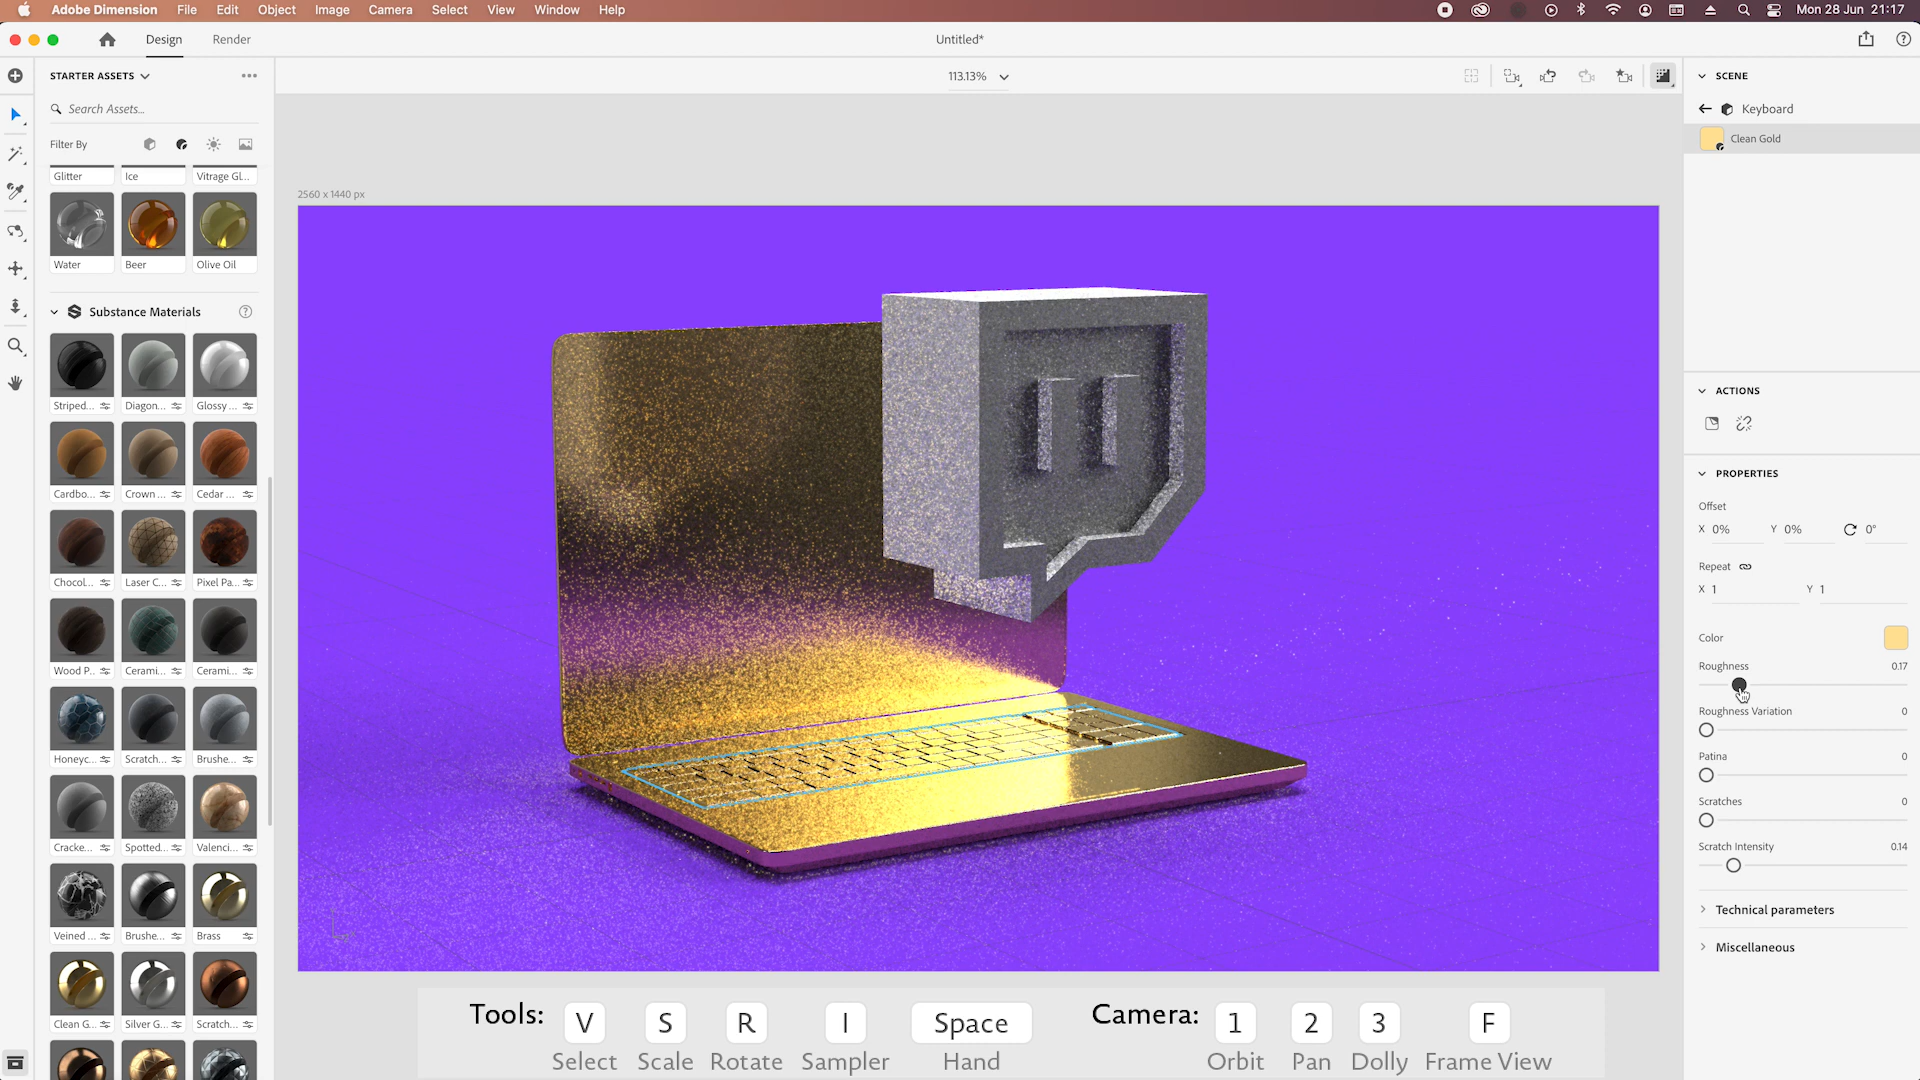 Adobe Dimension File Edit Object Image Camera Select View Window Help Mon 28 Jun 21:17
Design Render Untitled*
STARTER ASSETS 113.13% SCENE
Search Assets...
Keyboard
Filter By
Clean Gold
Glitter Ice Vitrage Gl...
2560 x 1440 px
Water Beer Olive Oil
Substance Materials
Striped... Diagon... Glossy ...
ACTIONS
Cardbo... Crown ... Cedar ...
PROPERTIES
Offset
X 0% Y 0% 0°
Chocol... Laser C... Pixel Pa...
Repeat
X 1 Y 1
Color
Wood P... Cerami... Cerami...
Roughness 0.17
Roughness Variation 0
Honeyc... Scratch... Brushe...
Patina 0
Scratches 0
Cracke... Spotted... Valenci...
Scratch Intensity 0.14
Technical parameters
Veined ... Brushe... Brass
Miscellaneous
Clean G... Silver G... Scratch...
Tools: V S R I Space Camera: 1 2 3 F
Select Scale Rotate Sampler Hand Orbit Pan Dolly Frame View